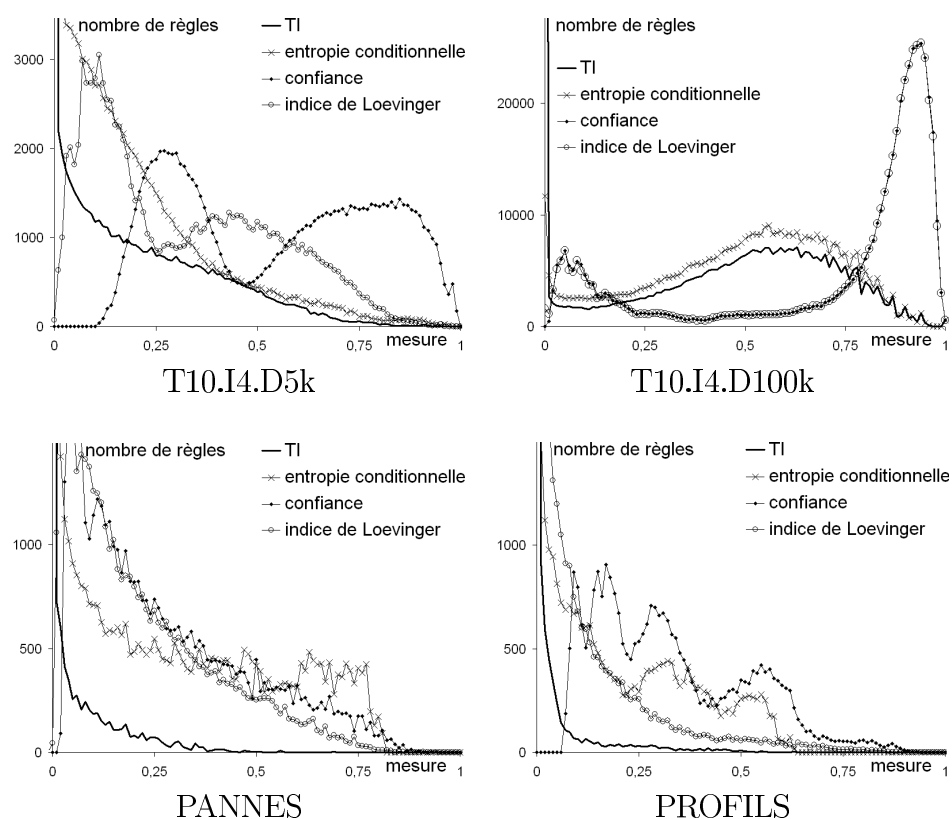 nombre de règles
TI
entropie conditionnelle
confiance
indice de Loevinger
3000
2000
1000
0
0 0,25 0,5 0,75 1
mesure
T10.I4.D5k
nombre de règles
TI
entropie conditionnelle
confiance
indice de Loevinger
20000
10000
0
0 0,25 0,5 0,75 1
mesure
T10.I4.D100k
nombre de règles
TI
entropie conditionnelle
confiance
indice de Loevinger
1000
500
0
0 0,25 0,5 0,75 1
mesure
PANNES
nombre de règles
TI
entropie conditionnelle
confiance
indice de Loevinger
1000
500
0
0 0,25 0,5 0,75 1
mesure
PROFILS